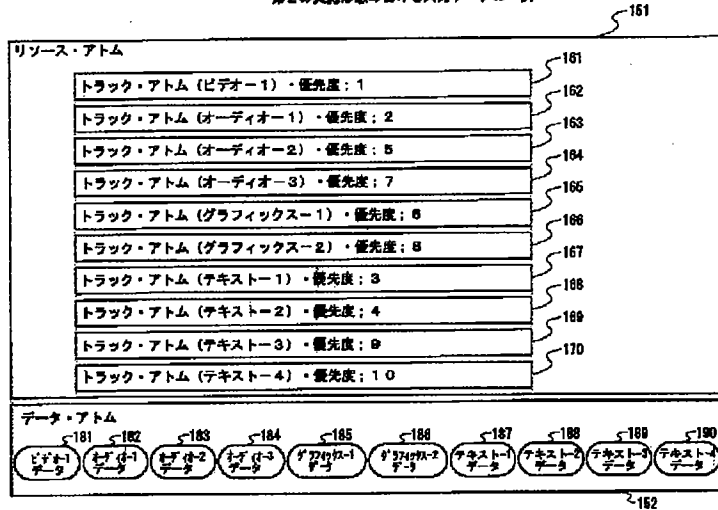 151
リソース・アトム
トラック・アトム(ビデオー1)・優先度;1
161
トラック・アトム(オーディオー1)・優先度;2
162
トラック・アトム(オーディオー2)・優先度;5
163
トラック・アトム(オーディオー3)・優先度;7
164
トラック・アトム(グラフィックスー1)・優先度;6
165
トラック・アトム(グラフィックスー2)・優先度;8
166
トラック・アトム(テキストー1)・優先度;3
167
トラック・アトム(テキストー2)・優先度;4
168
トラック・アトム(テキストー3)・優先度;9
169
トラック・アトム(テキストー4)・優先度;10
170
データ・アトム
181 182 183 184 185 186 187 188 189 190
ビデオー1 オーディオー1 オーディオー2 オーディオー3 グラフィックスー1 グラフィックスー2 テキストー1 テキストー2 テキストー3 テキストー4
データ データ データ データ データ データ データ データ データ データ
152